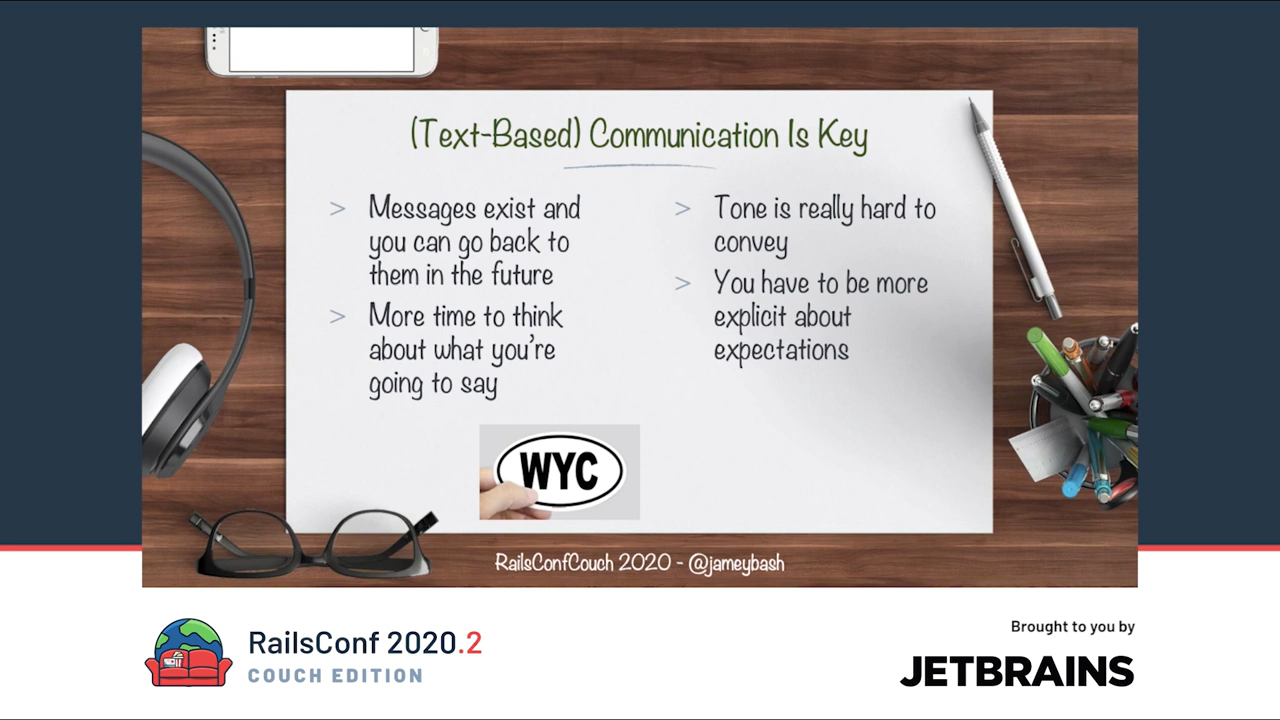 (Text-Based) Communication Is Key
> Messages exist and
you can go back to
them in the future
> More time to think
about what you're
going to say
> Tone is really hard to
convey
> You have to be more
explicit about
expectations
WYC
RailsConfCouch 2020 - @jameybash
RailsConf 2020.2
COUCH EDITION
Brought to you by
JETBRAINS